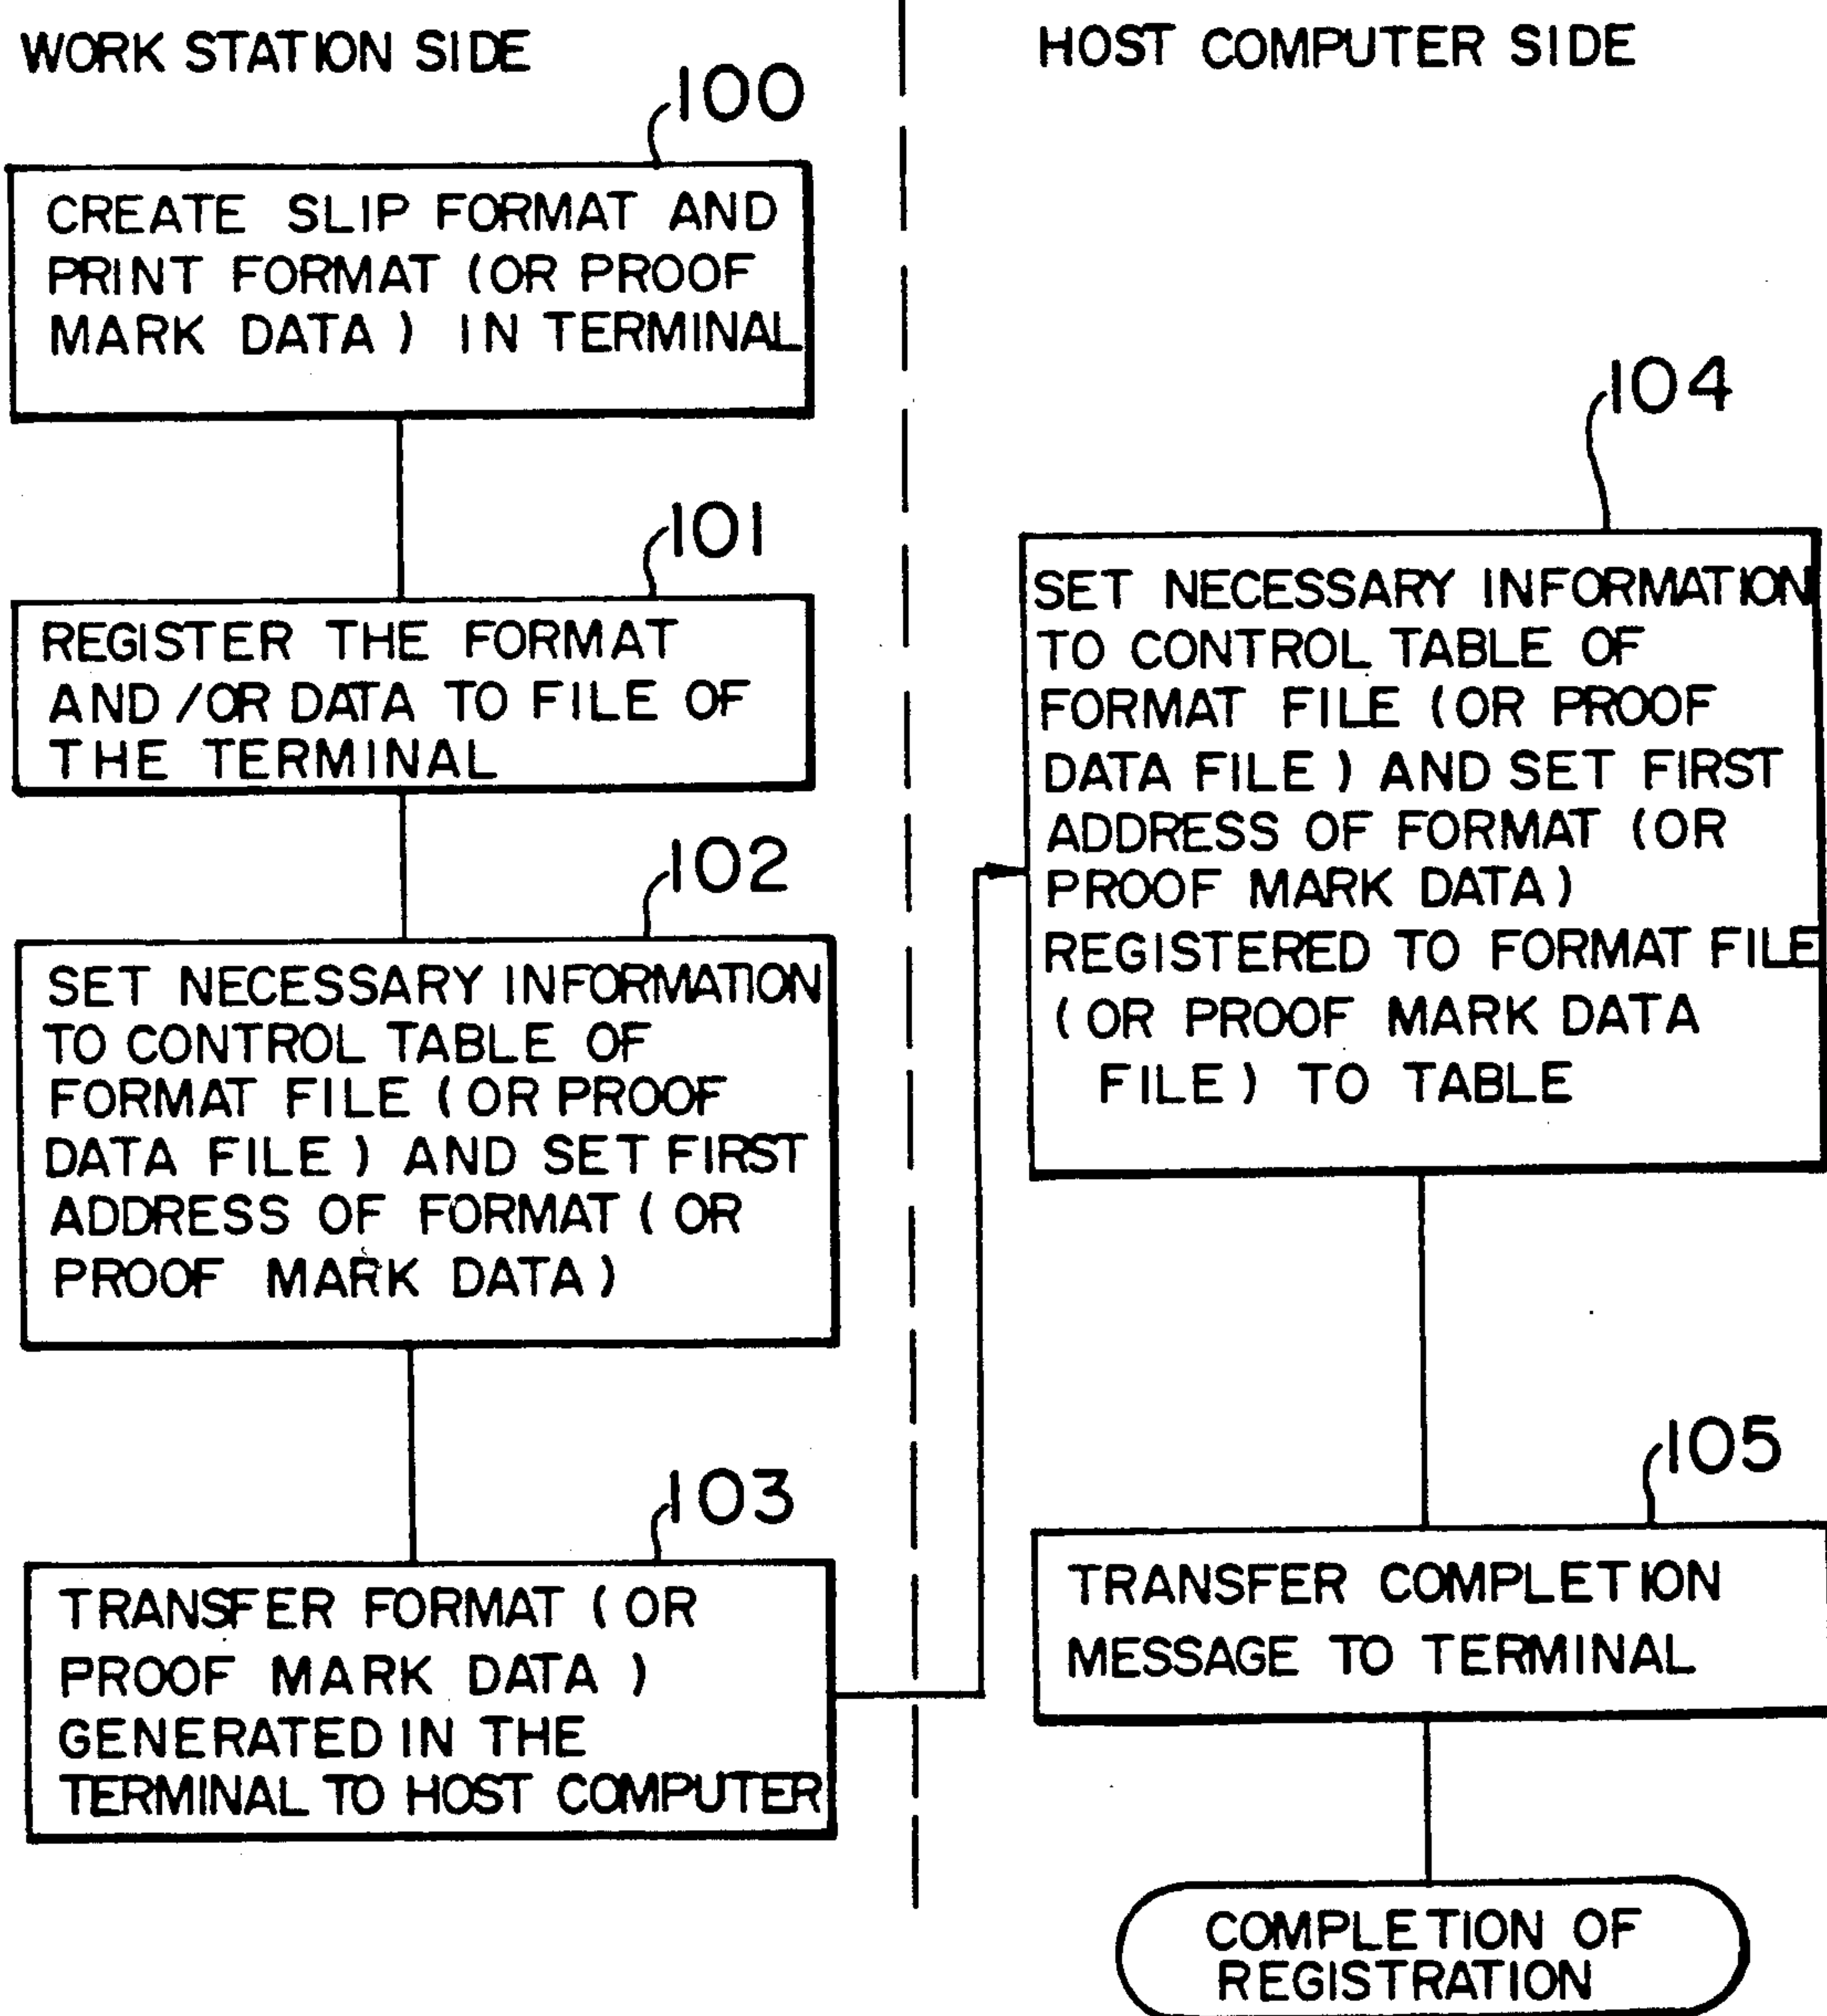 WORK STATION SIDE
100
CREATE SLIP FORMAT AND
PRINT FORMAT (OR PROOF
MARK DATA) IN TERMINAL
101
REGISTER THE FORMAT
AND/OR DATA TO FILE OF
THE TERMINAL
102
SET NECESSARY INFORMATION
TO CONTROL TABLE OF
FORMAT FILE (OR PROOF
DATA FILE) AND SET FIRST
ADDRESS OF FORMAT (OR
PROOF MARK DATA)
103
TRANSFER FORMAT (OR
PROOF MARK DATA)
GENERATED IN THE
TERMINAL TO HOST COMPUTER
HOST COMPUTER SIDE
104
SET NECESSARY INFORMATION
TO CONTROL TABLE OF
FORMAT FILE (OR PROOF
DATA FILE) AND SET FIRST
ADDRESS OF FORMAT (OR
PROOF MARK DATA)
REGISTERED TO FORMAT FILE
(OR PROOF MARK DATA
FILE) TO TABLE
105
TRANSFER COMPLETION
MESSAGE TO TERMINAL
COMPLETION OF
REGISTRATION